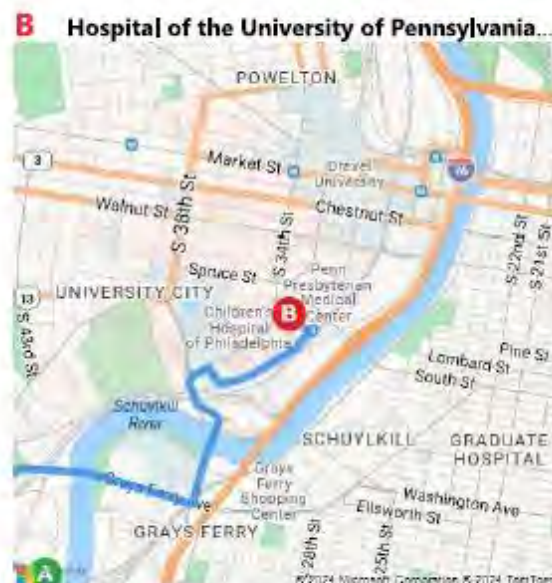 B Hospital of the University of Pennsylvania...
POWELTON
3
Market St
Drexel
University
76
Walnut St
Chestnut St
S 38th St
S 34th St
S 22nd St
S 21st St
Spruce St
Penn
Presbyterian
Medical
Center
UNIVERSITY CITY
13
S 43rd St
Children's
Hospital
of Philadelphia
B
Pine St
Lombard St
South St
Schuylkill
River
SCHUYLKILL
GRADUATE
HOSPITAL
Grays Ferry Ave
Grays
Ferry
Shopping
Center
Washington Ave
Ellsworth St
GRAYS FERRY
28th St
25th St
A
© 2024 Microsoft Corporation © 2024 TomTom